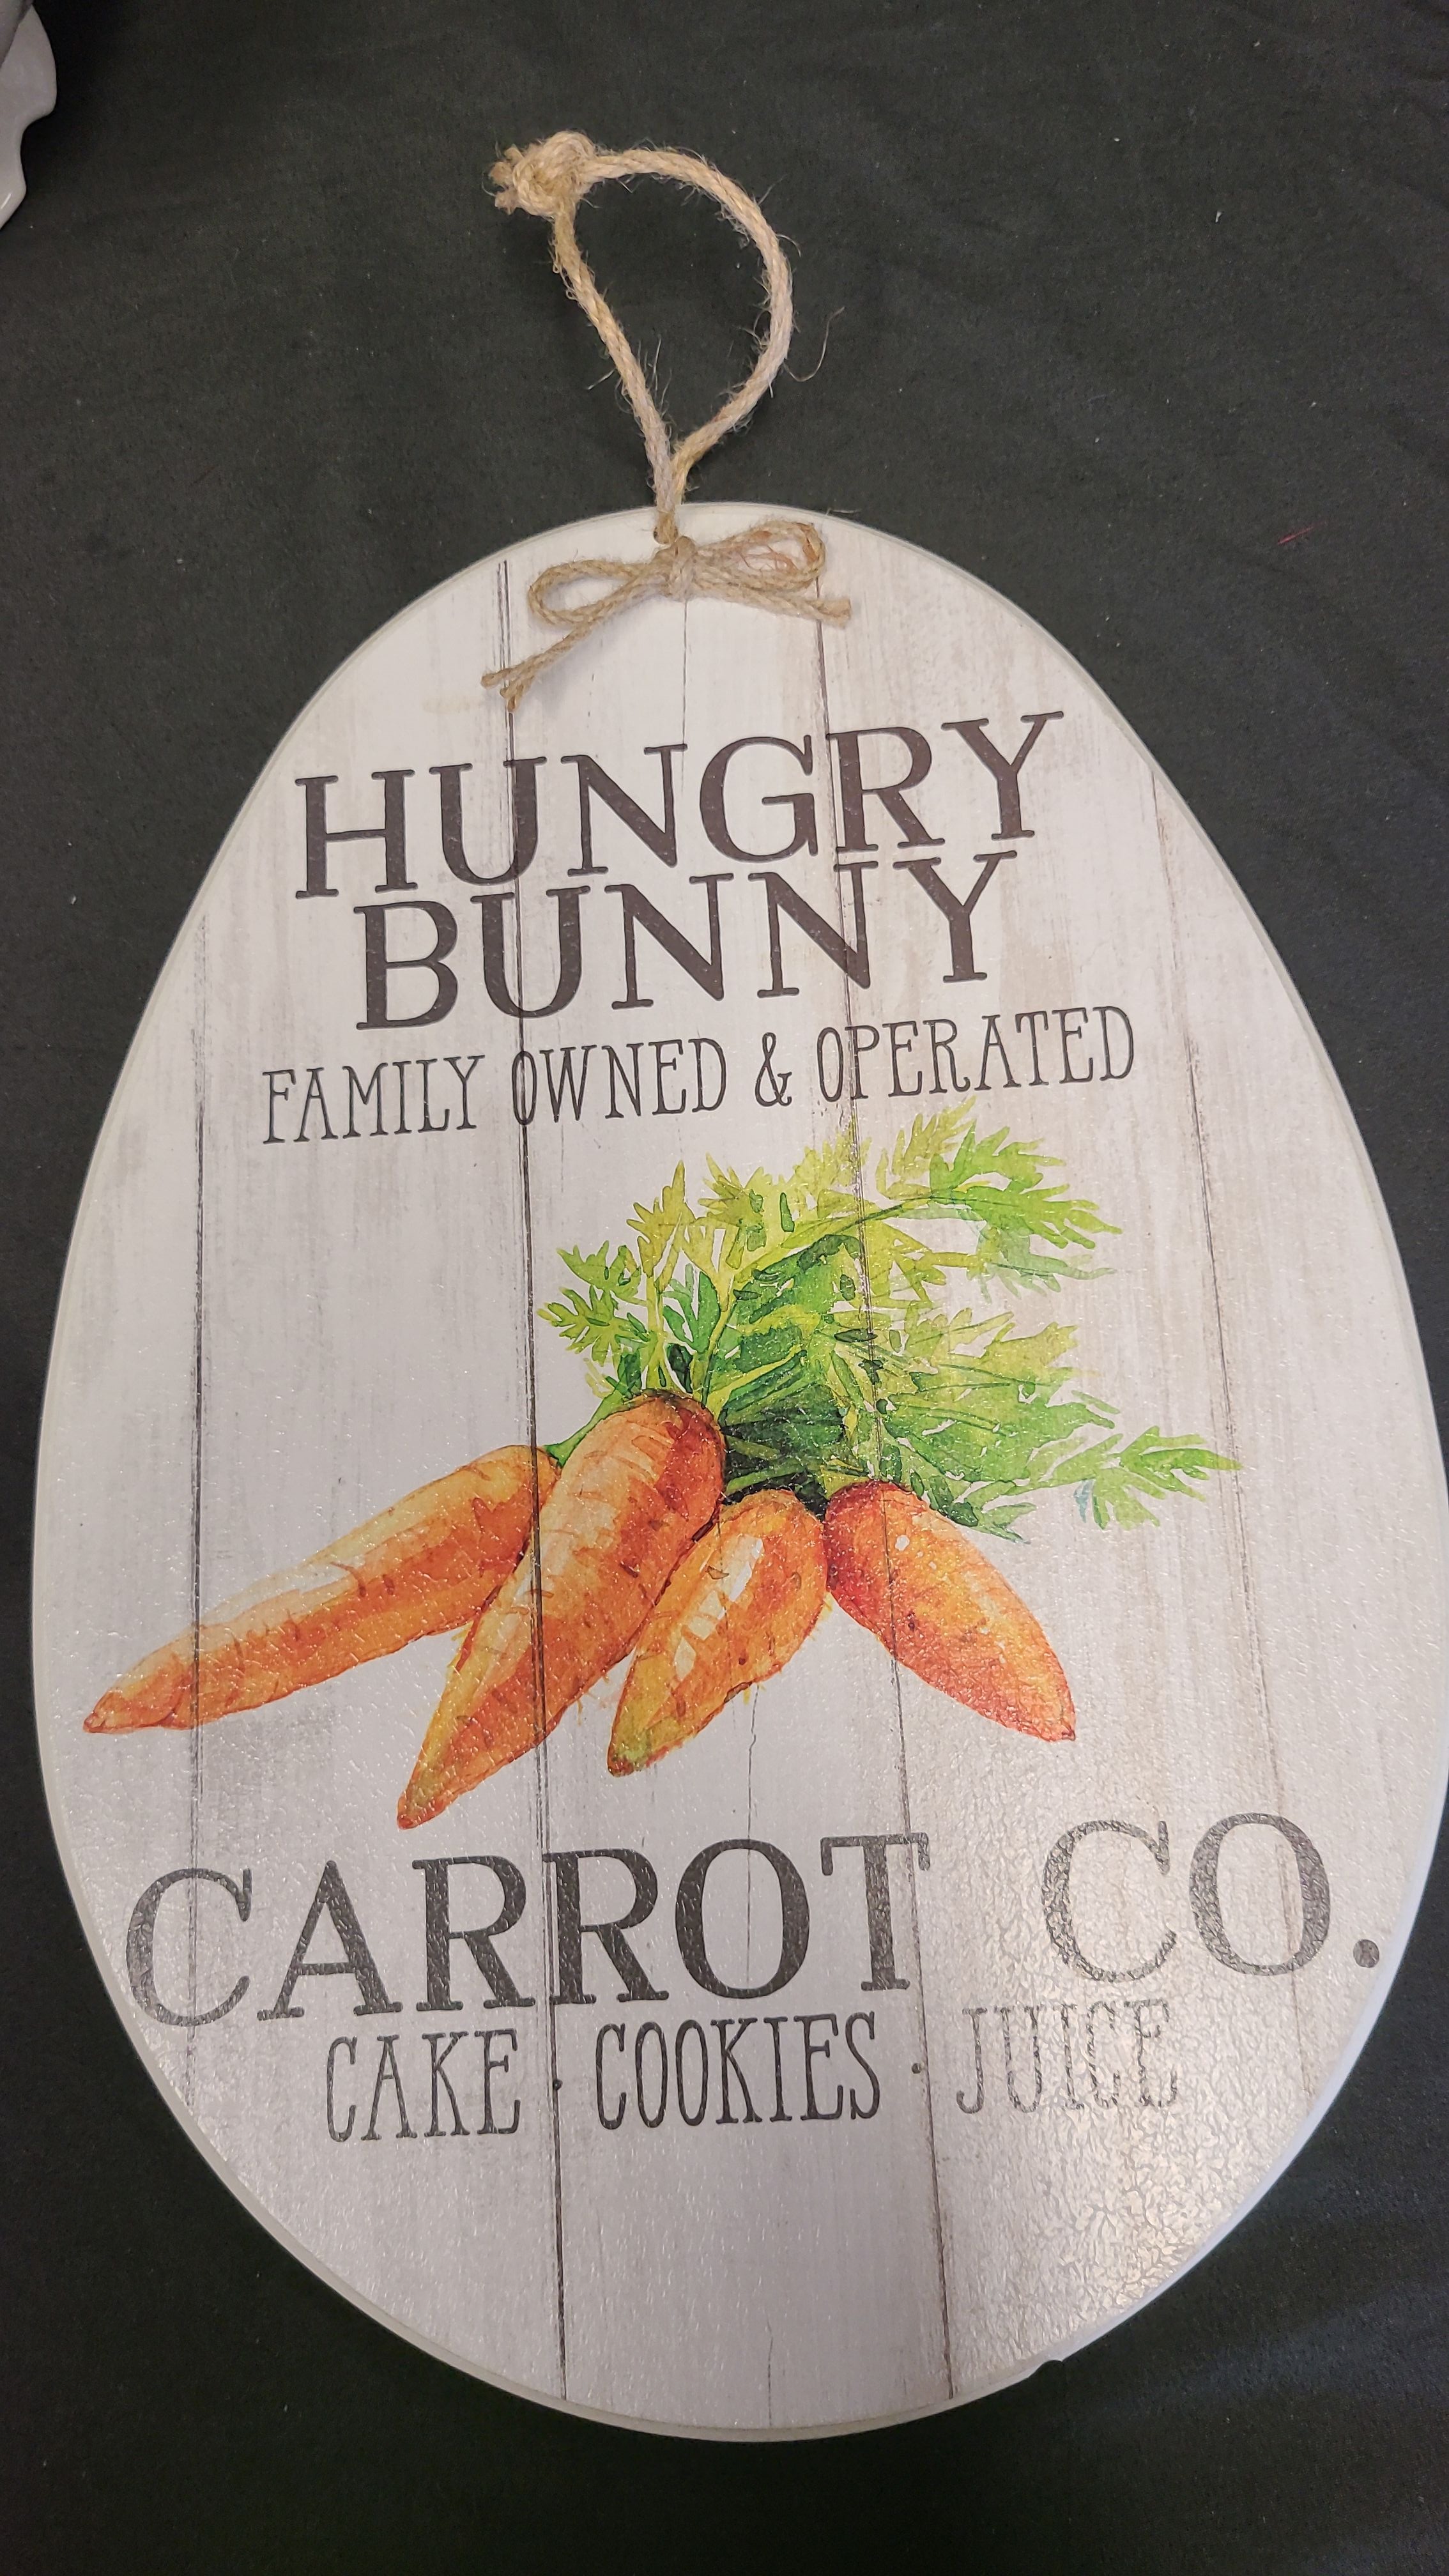 HUNGRY
BUNNY
FAMILY OWNED & OPERATED
CARROT CO.
CAKE · COOKIES · JUICE